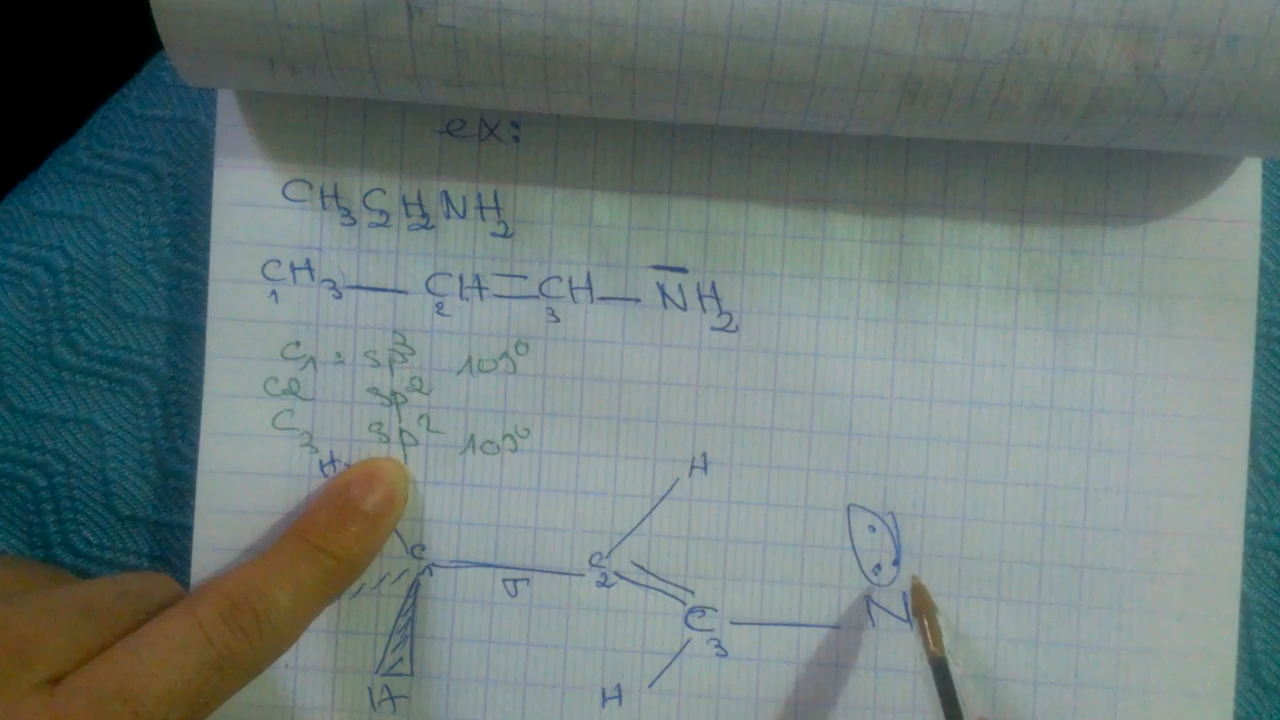 ex:
CH3C2H2NH2
CH3—CH=CH—NH2
1 2 3
C1: sp3 109°
C2 sp2
C3 sp2 109°
H H
C1 σ C2
C3 N
H H